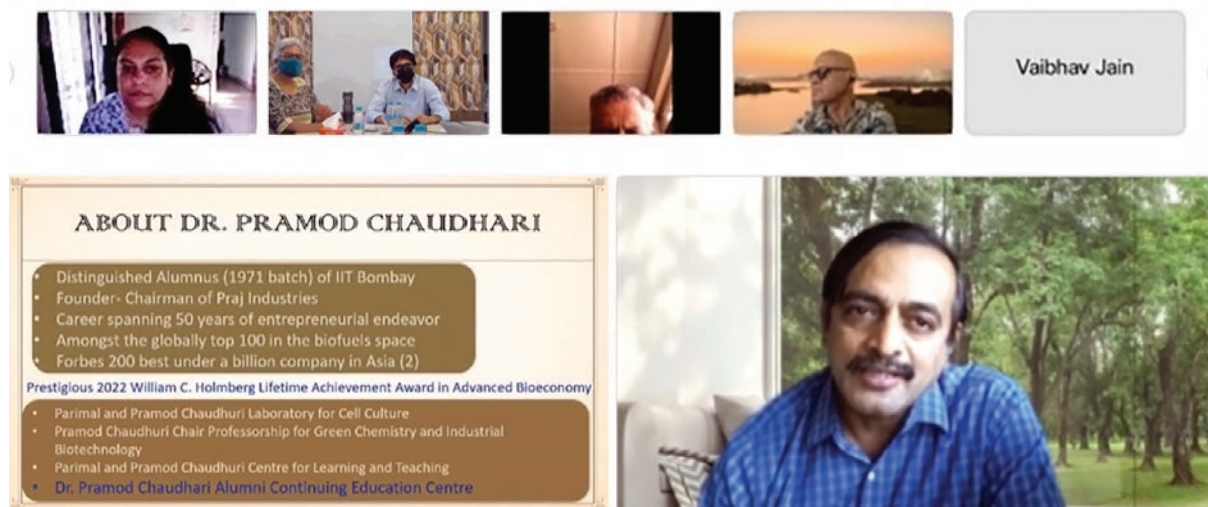 Vaibhav Jain
ABOUT DR. PRAMOD CHAUDHARI
• Distinguished Alumnus (1971 batch) of IIT Bombay
• Founder- Chairman of Praj Industries
• Career spanning 50 years of entrepreneurial endeavor
• Amongst the globally top 100 in the biofuels space
• Forbes 200 best under a billion company in Asia (2)
Prestigious 2022 William C. Holmberg Lifetime Achievement Award in Advanced Bioeconomy
• Parimal and Pramod Chaudhuri Laboratory for Cell Culture
• Pramod Chaudhuri Chair Professorship for Green Chemistry and Industrial
Biotechnology
• Parimal and Pramod Chaudhuri Centre for Learning and Teaching
• Dr. Pramod Chaudhari Alumni Continuing Education Centre